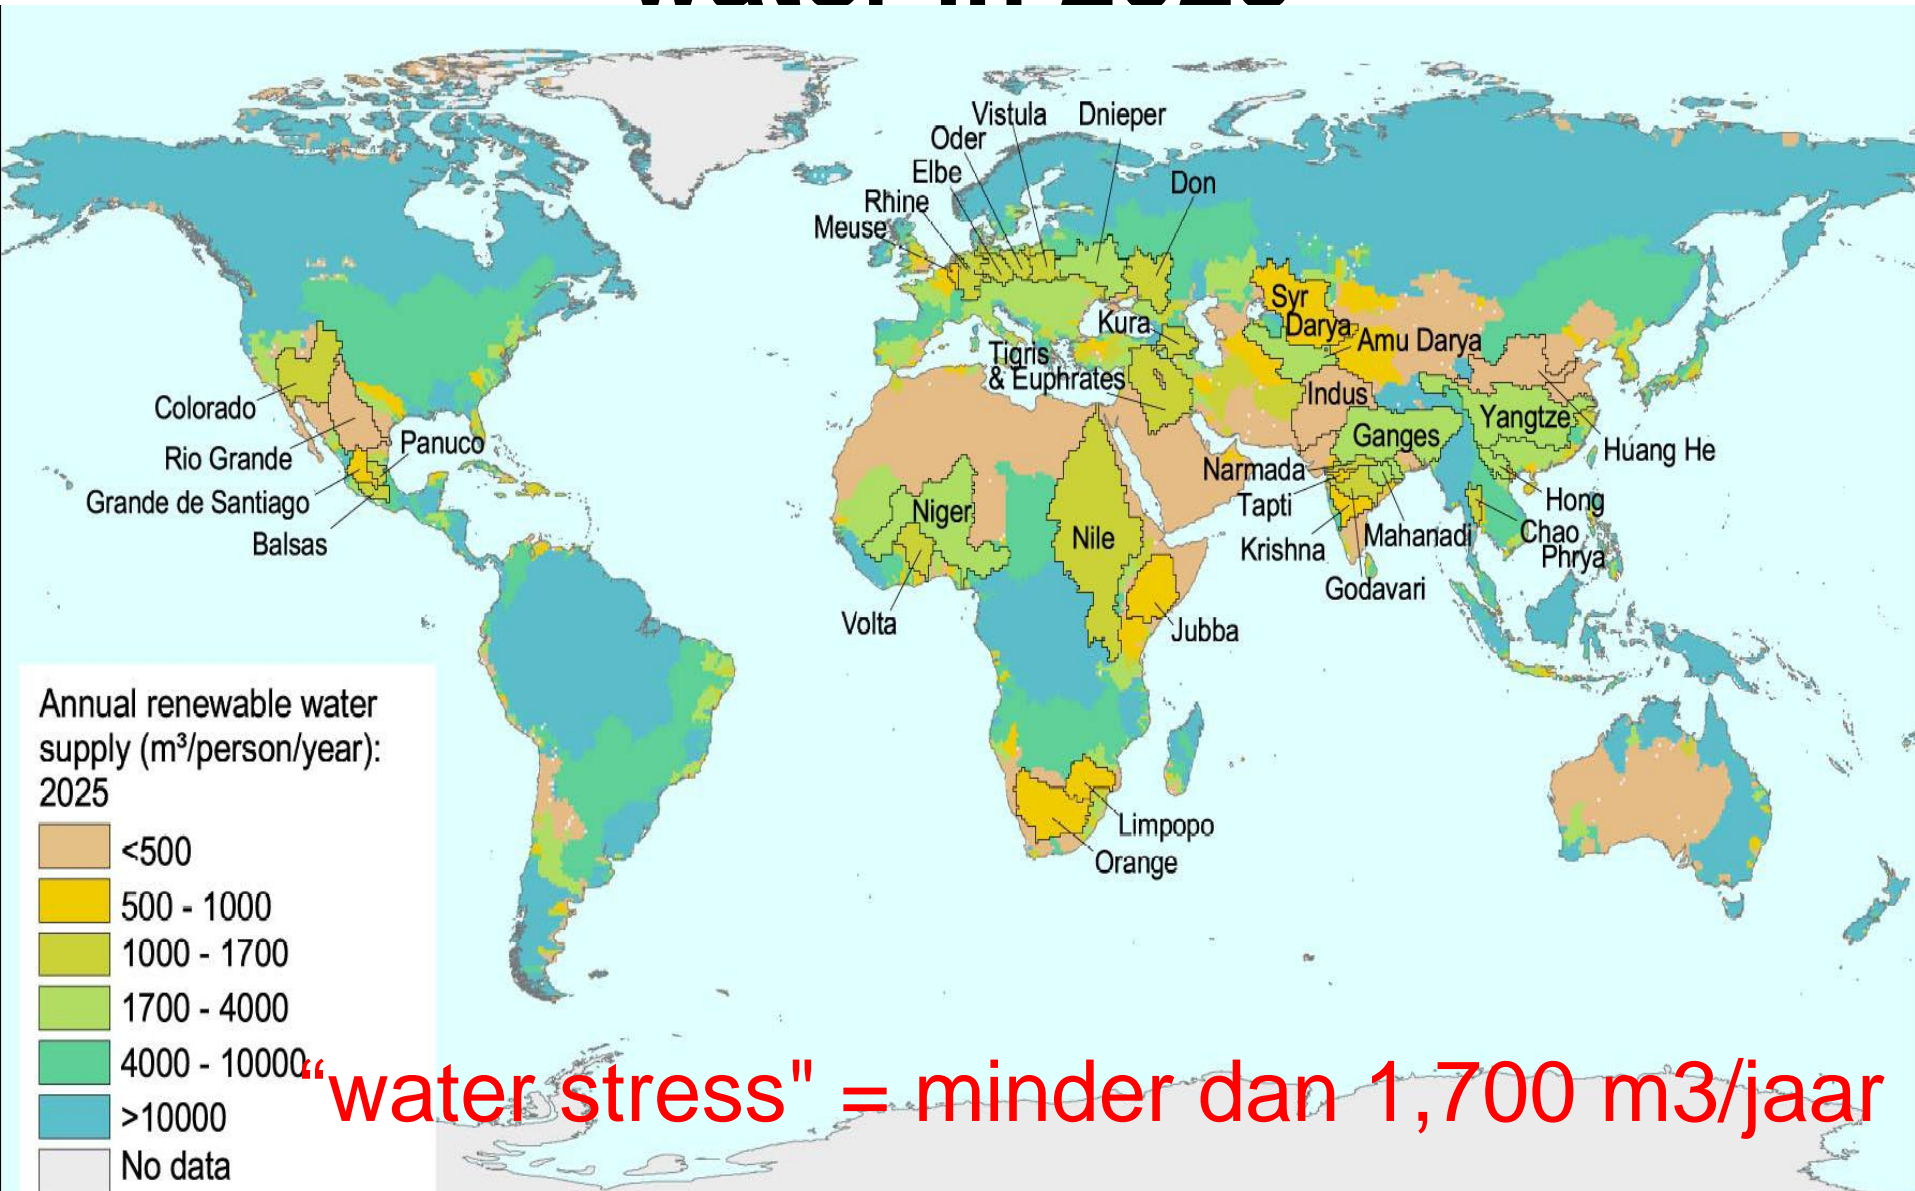 water in 2025
Vistula
Dnieper
Oder
Elbe
Don
Rhine
Meuse
Syr
Darya
Kura
Amu Darya
Tigris
& Euphrates
Indus
Colorado
Yangtze
Panuco
Ganges
Rio Grande
Huang He
Narmada
Grande de Santiago
Tapti
Niger
Hong
Balsas
Nile
Krishna
Mahanadi
Chao
Phrya
Godavari
Volta
Jubba
Limpopo
Orange
Annual renewable water
supply (m³/person/year):
2025
<500
500 - 1000
1000 - 1700
1700 - 4000
4000 - 10000
>10000
No data
“water stress" = minder dan 1,700 m3/jaar